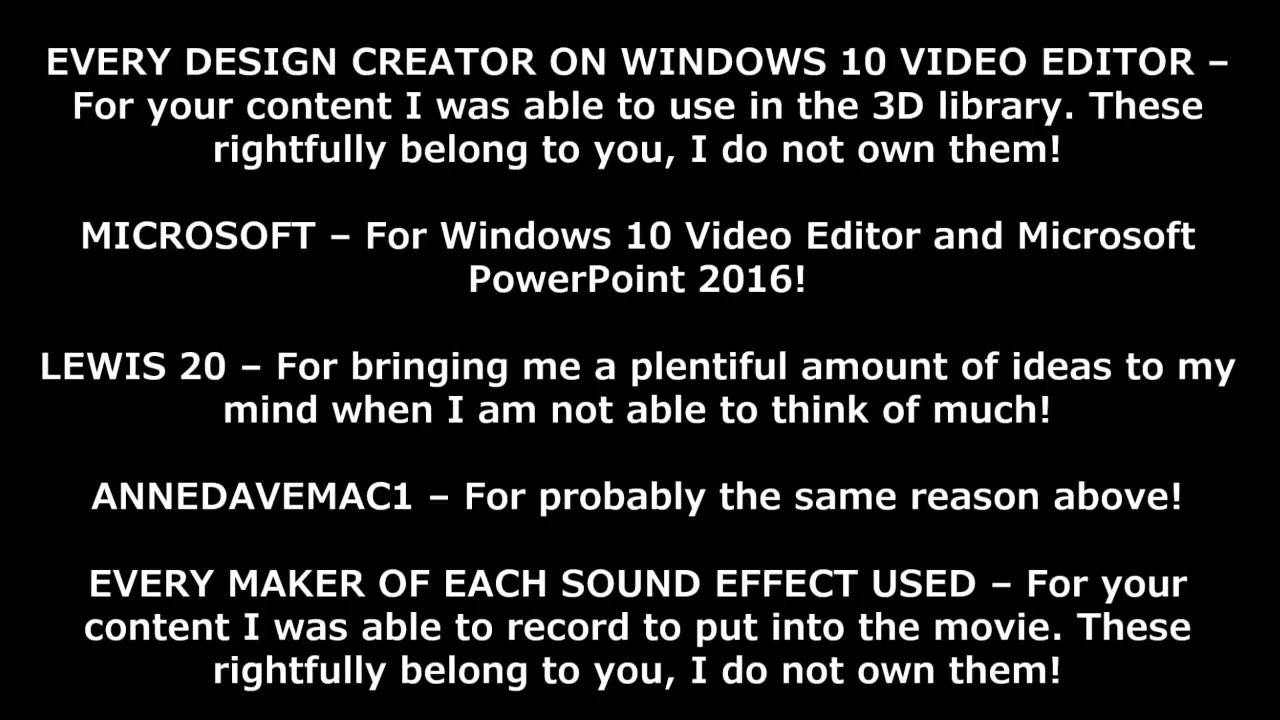 EVERY DESIGN CREATOR ON WINDOWS 10 VIDEO EDITOR –
For your content I was able to use in the 3D library. These
rightfully belong to you, I do not own them!
MICROSOFT – For Windows 10 Video Editor and Microsoft
PowerPoint 2016!
LEWIS 20 – For bringing me a plentiful amount of ideas to my
mind when I am not able to think of much!
ANNEDAVEMAC1 – For probably the same reason above!
EVERY MAKER OF EACH SOUND EFFECT USED – For your
content I was able to record to put into the movie. These
rightfully belong to you, I do not own them!